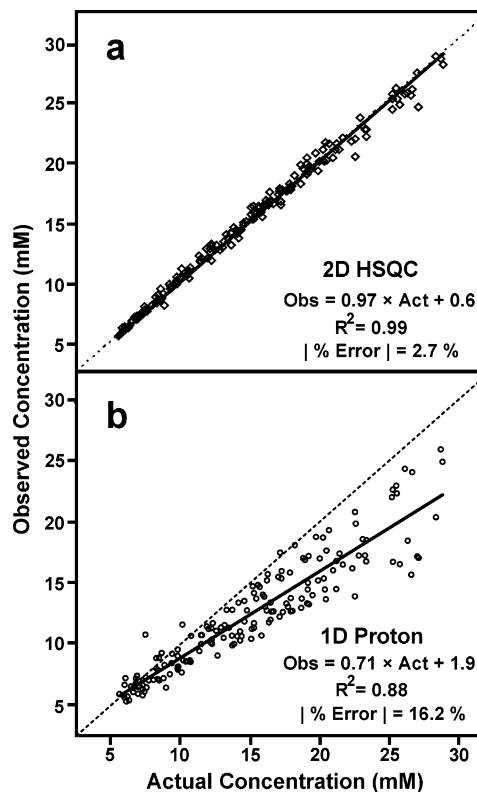 a
30
25
20
15
10
5
2D HSQC
Obs = 0.97 × Act + 0.6
R² = 0.99
| % Error | = 2.7 %
Observed Concentration (mM)
b
30
25
20
15
10
5
1D Proton
Obs = 0.71 × Act + 1.9
R² = 0.88
| % Error | = 16.2 %
5 10 15 20 25 30
Actual Concentration (mM)